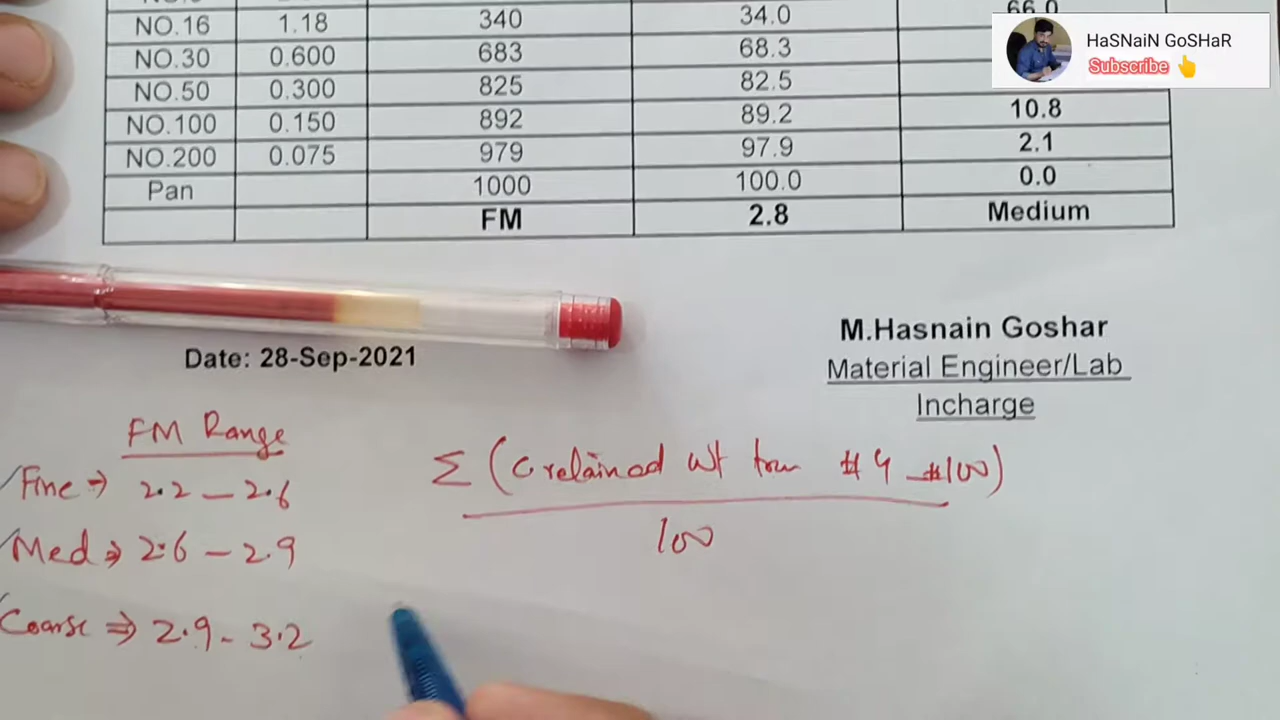 NO.16 1.18 340 34.0 66.0
NO.30 0.600 683 68.3
NO.50 0.300 825 82.5
NO.100 0.150 892 89.2 10.8
NO.200 0.075 979 97.9 2.1
Pan 1000 100.0 0.0
FM 2.8 Medium
HaSNaiN GoSHaR
Subscribe
Date: 28-Sep-2021
M.Hasnain Goshar
Material Engineer/Lab
Incharge
FM Range
Fine ⇒ 2.2 – 2.6
Med ⇒ 2.6 – 2.9
Coarse ⇒ 2.9 - 3.2
Σ (C retained wt from #4 – #100)
100